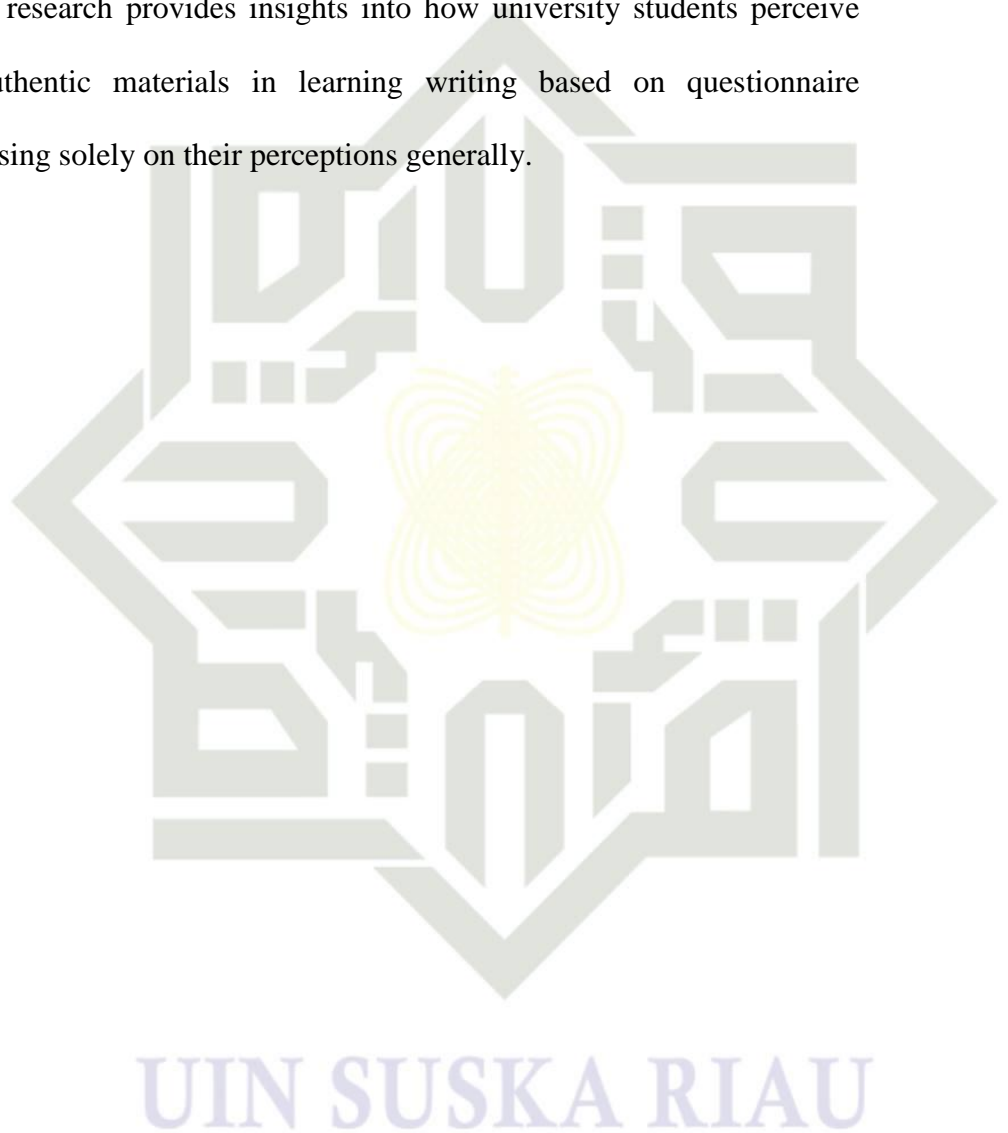 research provides insights into how university students perceive
uthentic materials in learning writing based on questionnaire
sing solely on their perceptions generally.
UIN SUSKA RIAU